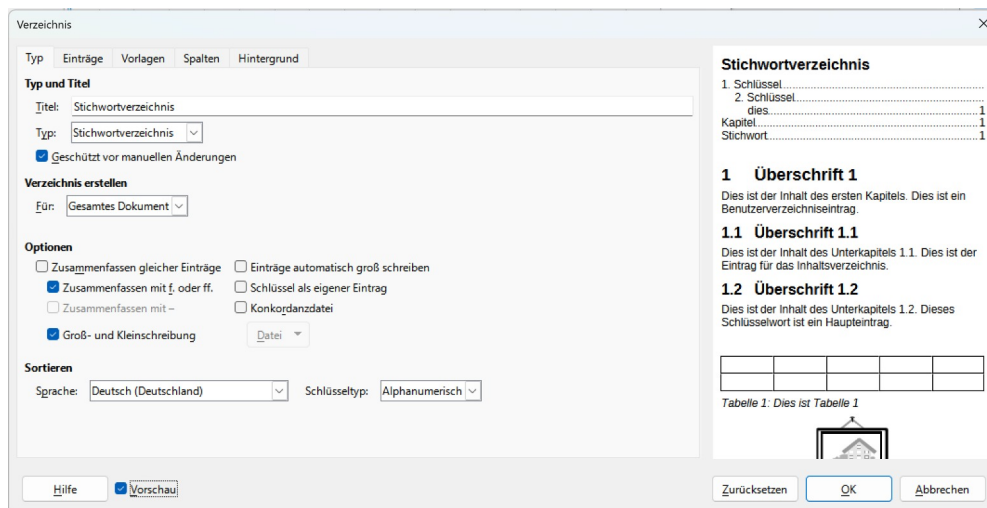 Verzeichnis
Typ Einträge Vorlagen Spalten Hintergrund
Typ und Titel
Titel: Stichwortverzeichnis
Typ: Stichwortverzeichnis
Geschützt vor manuellen Änderungen
Verzeichnis erstellen
Für: Gesamtes Dokument
Optionen
Zusammenfassen gleicher Einträge Einträge automatisch groß schreiben
Zusammenfassen mit f. oder ff. Schlüssel als eigener Eintrag
Zusammenfassen mit – Konkordanzdatei
Groß- und Kleinschreibung Datei
Sortieren
Sprache: Deutsch (Deutschland) Schlüsseltyp: Alphanumerisch
Hilfe Vorschau
Stichwortverzeichnis
1. Schlüssel
2. Schlüssel
dies 1
Kapitel 1
Stichwort 1
1 Überschrift 1
Dies ist der Inhalt des ersten Kapitels. Dies ist ein
Benutzerverzeichniseintrag.
1.1 Überschrift 1.1
Dies ist der Inhalt des Unterkapitels 1.1. Dies ist der
Eintrag für das Inhaltsverzeichnis.
1.2 Überschrift 1.2
Dies ist der Inhalt des Unterkapitels 1.2. Dieses
Schlüsselwort ist ein Haupteintrag.
Tabelle 1: Dies ist Tabelle 1
Zurücksetzen OK Abbrechen